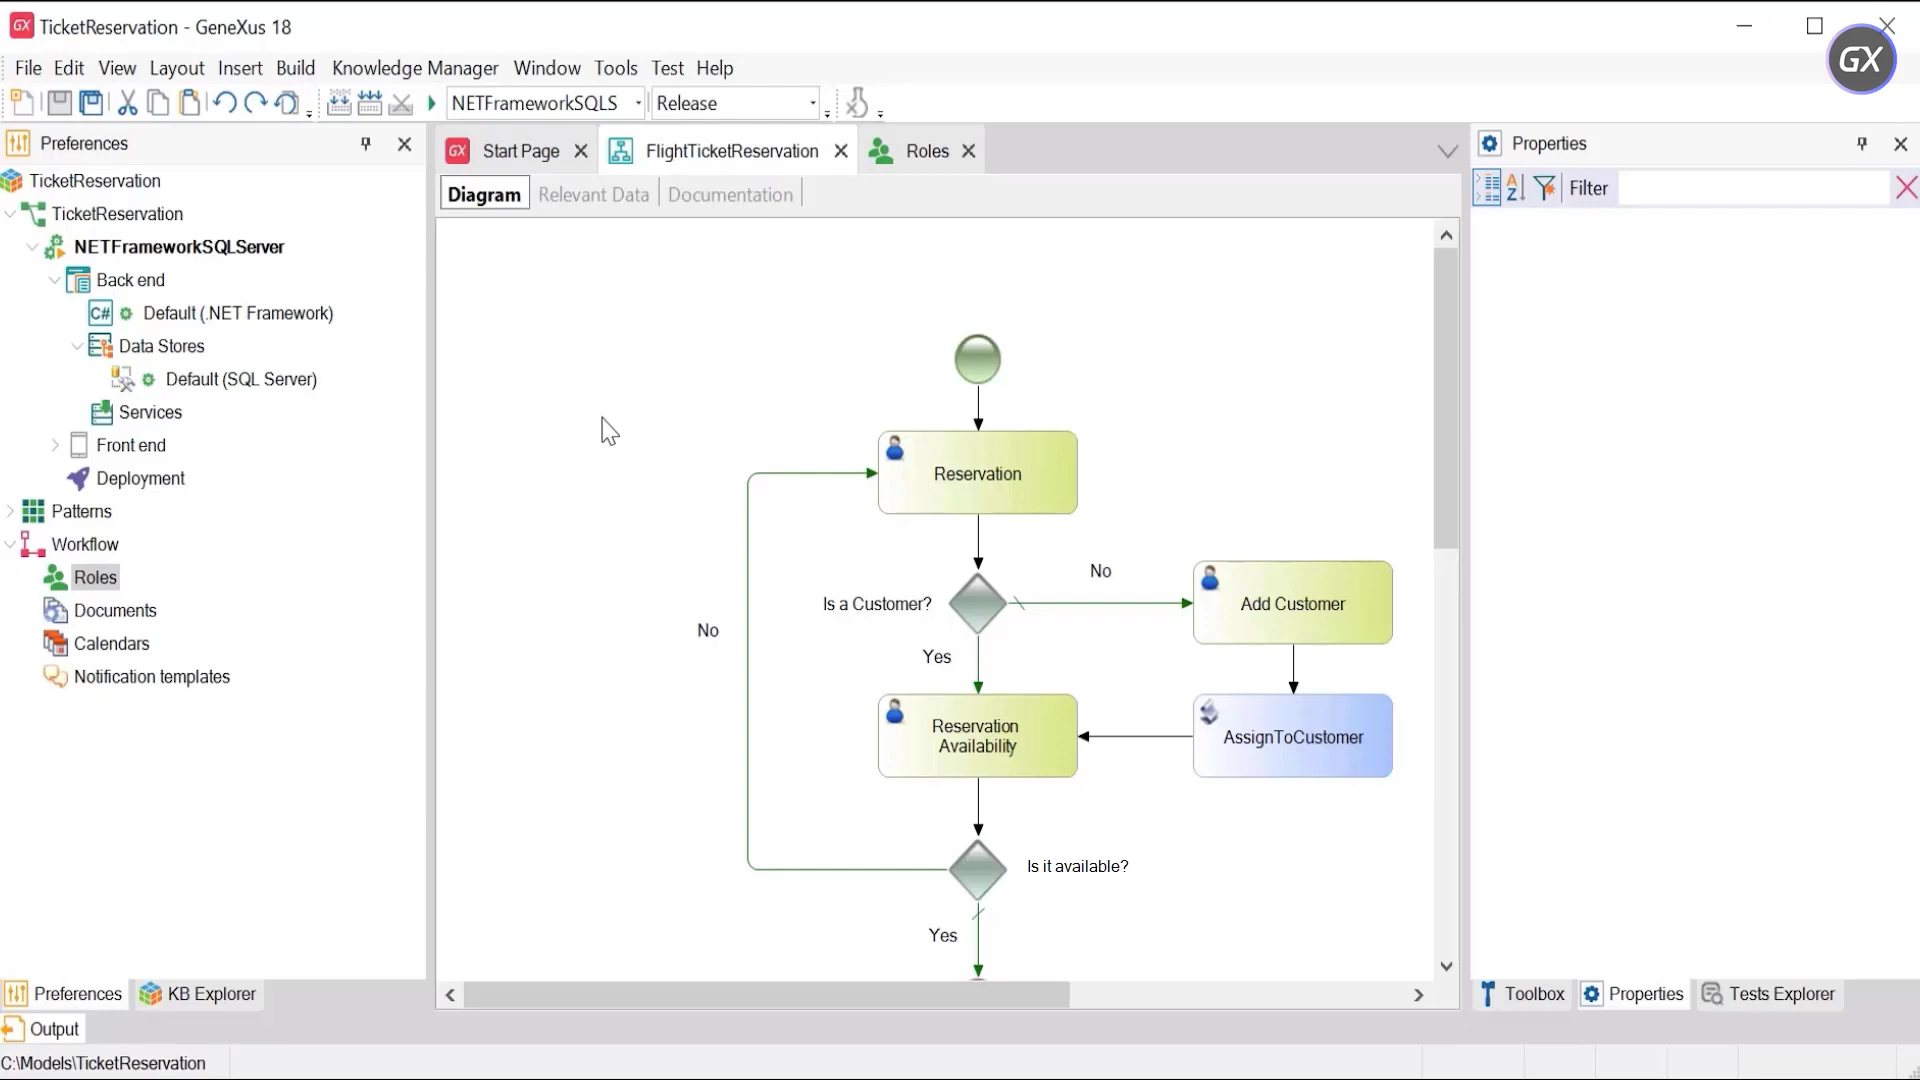 GX TicketReservation - GeneXus 18
GX
File Edit View Layout Insert Build Knowledge Manager Window Tools Test Help
NETFrameworkSQLS Release
Preferences
TicketReservation
TicketReservation
NETFrameworkSQLServer
Back end
C# Default (.NET Framework)
Data Stores
Default (SQL Server)
Services
Front end
Deployment
Patterns
Workflow
Roles
Documents
Calendars
Notification templates
Preferences KB Explorer
GX Start Page FlightTicketReservation Roles
Diagram Relevant Data Documentation
Reservation
Is a Customer?
No
Add Customer
No
Yes
Reservation
Availability
AssignToCustomer
Is it available?
Yes
Properties
A
Z
Filter
Toolbox Properties Tests Explorer
Output
C:\Models\TicketReservation